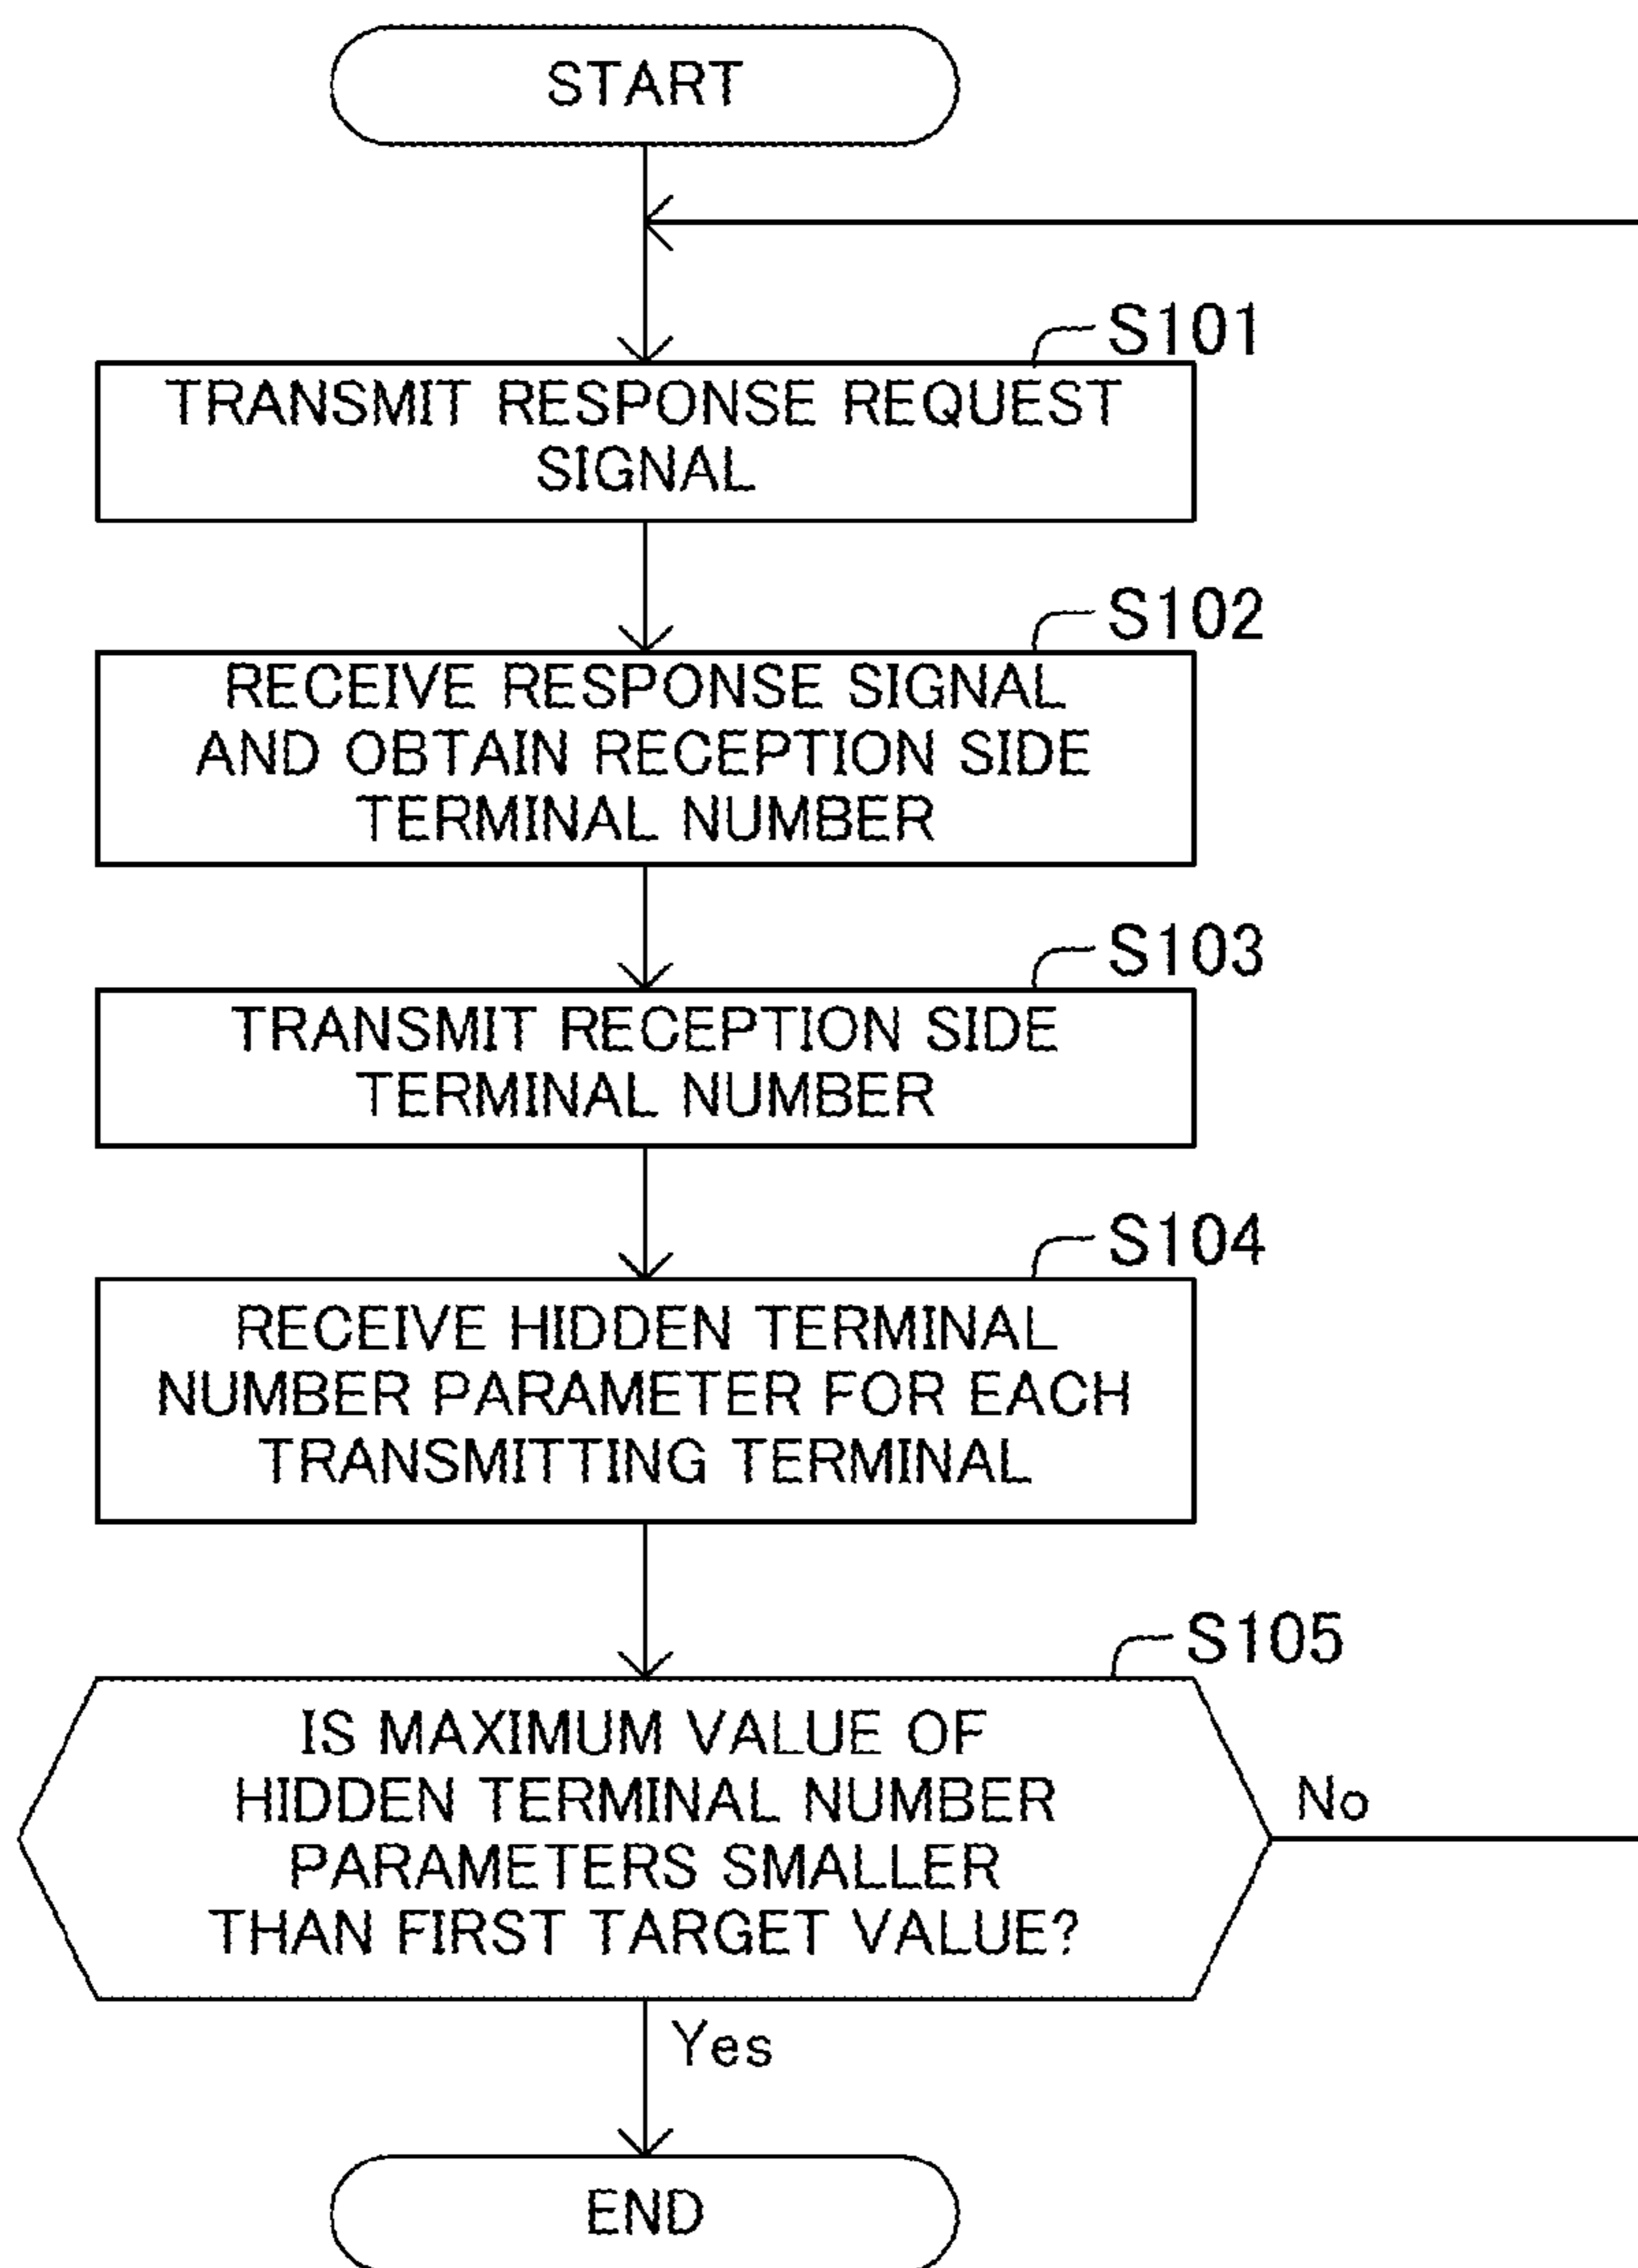 START
S101
TRANSMIT RESPONSE REQUEST
SIGNAL
S102
RECEIVE RESPONSE SIGNAL
AND OBTAIN RECEPTION SIDE
TERMINAL NUMBER
S103
TRANSMIT RECEPTION SIDE
TERMINAL NUMBER
S104
RECEIVE HIDDEN TERMINAL
NUMBER PARAMETER FOR EACH
TRANSMITTING TERMINAL
S105
IS MAXIMUM VALUE OF
HIDDEN TERMINAL NUMBER
PARAMETERS SMALLER
THAN FIRST TARGET VALUE?
No
Yes
END